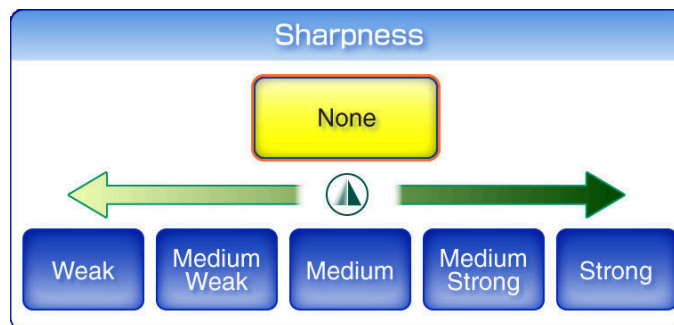 Sharpness
None
Weak
Medium
Weak
Medium
Medium
Strong
Strong